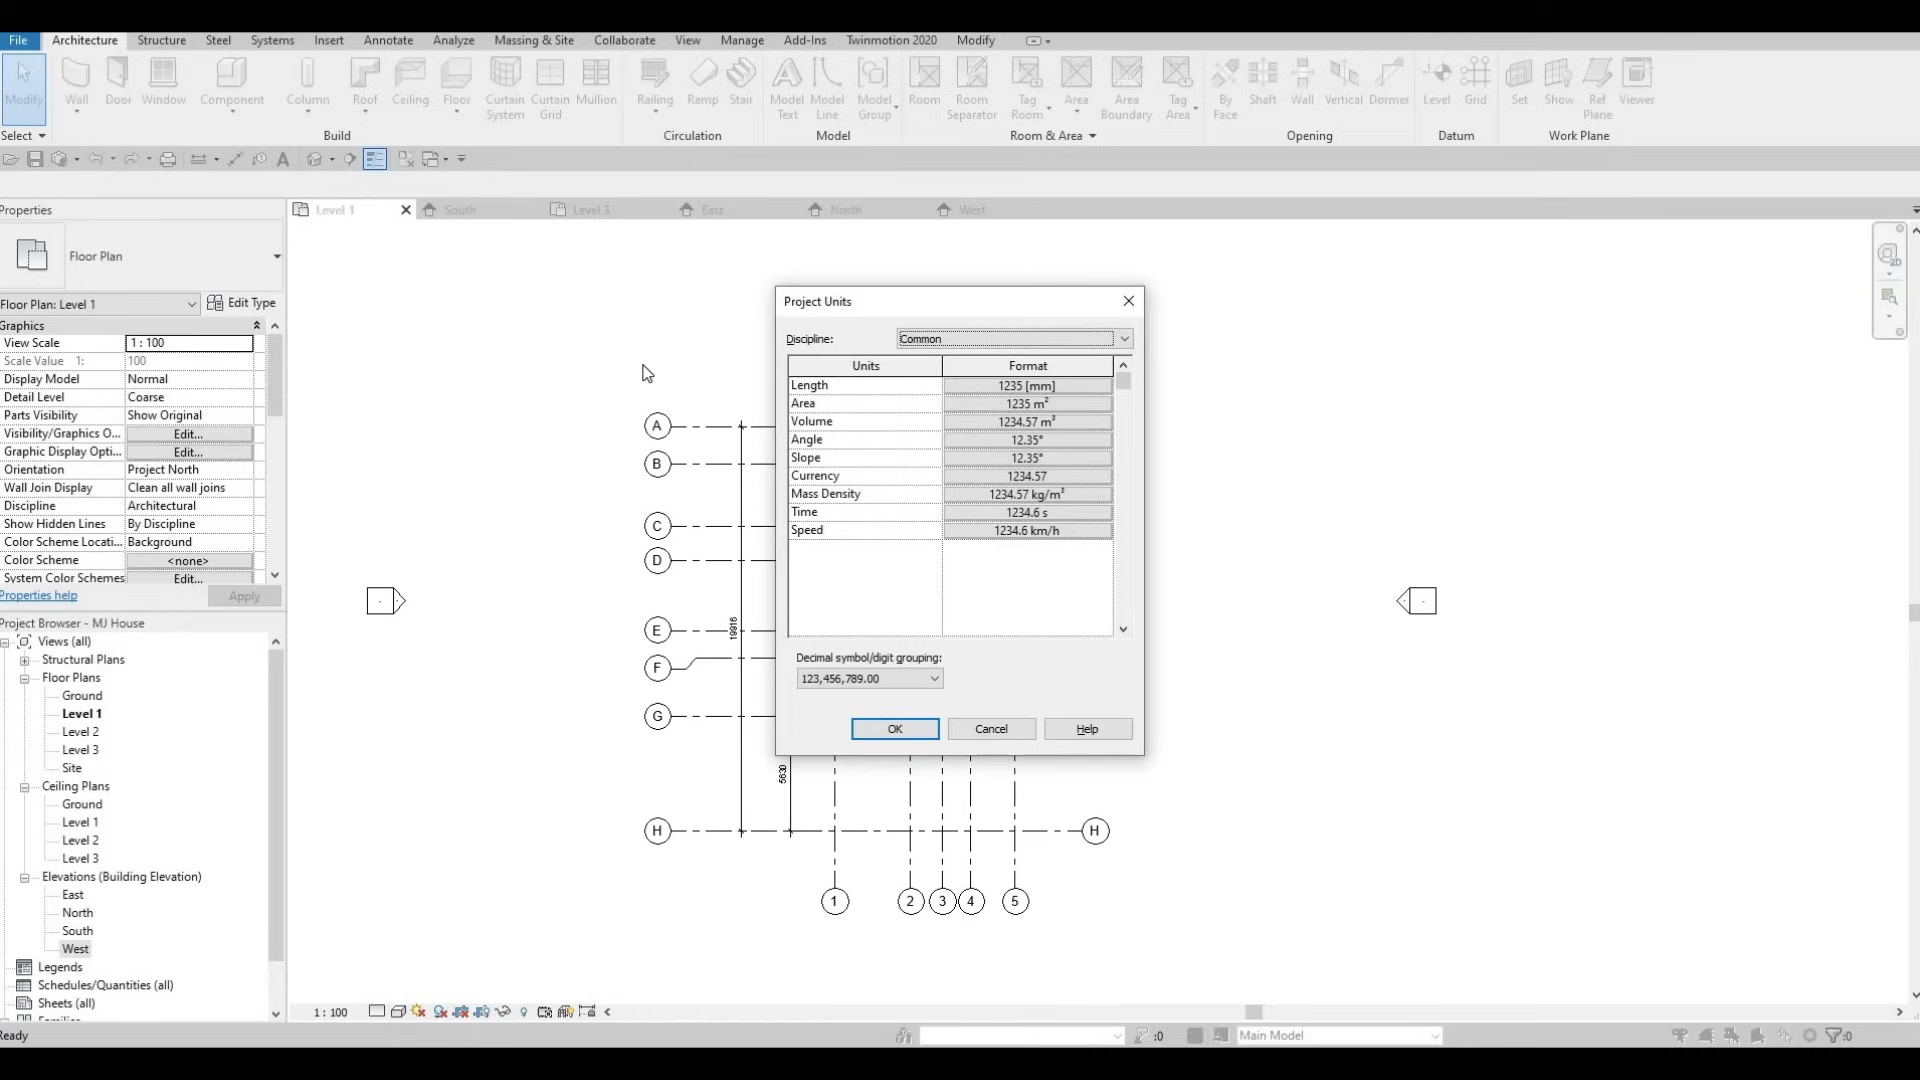 File Architecture Structure Steel Systems Insert Annotate Analyze Massing & Site Collaborate View Manage Add-Ins Twinmotion 2020 Modify
Modify Wall Door Window Component Column Roof Ceiling Floor Curtain System Curtain Grid Mullion Railing Ramp Stair Model Text Model Line Model Group Room Room Separator Tag Room Area Area Boundary Tag Area By Face Shaft Wall Vertical Dormer Level Grid Set Show Ref Plane Viewer
Select Build Circulation Model Room & Area Opening Datum Work Plane
Properties
Level 1 South Level 3 East North West
Floor Plan
Floor Plan: Level 1 Edit Type
Graphics
View Scale 1 : 100
Scale Value 1: 100
Display Model Normal
Detail Level Coarse
Parts Visibility Show Original
Visibility/Graphics O... Edit...
Graphic Display Opti... Edit...
Orientation Project North
Wall Join Display Clean all wall joins
Discipline Architectural
Show Hidden Lines By Discipline
Color Scheme Locati... Background
Color Scheme <none>
System Color Schemes Edit...
Properties help Apply
Project Browser - MJ House
Views (all)
Structural Plans
Floor Plans
Ground
Level 1
Level 2
Level 3
Site
Ceiling Plans
Ground
Level 1
Level 2
Level 3
Elevations (Building Elevation)
East
North
South
West
Legends
Schedules/Quantities (all)
Sheets (all)
A
B
C
D
E
F
G
H H
19916
5630
1 2 3 4 5
Project Units
Discipline: Common
Units Format
Length 1235 [mm]
Area 1235 m²
Volume 1234.57 m³
Angle 12.35°
Slope 12.35°
Currency 1234.57
Mass Density 1234.57 kg/m³
Time 1234.6 s
Speed 1234.6 km/h
Decimal symbol/digit grouping:
123,456,789.00
OK Cancel Help
2D
1 : 100
Ready :0 Main Model :0